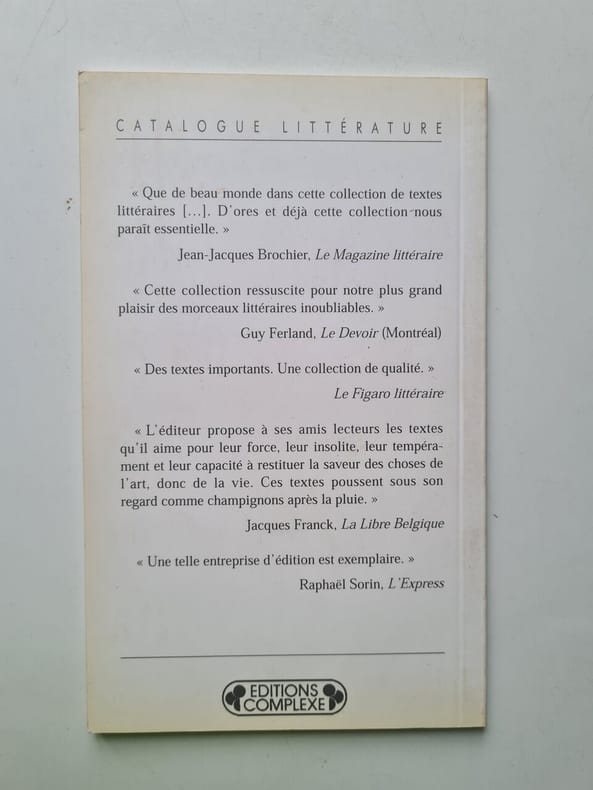 CATALOGUE LITTÉRATURE
« Que de beau monde dans cette collection de textes
littéraires [...]. D'ores et déjà cette collection nous
paraît essentielle. »
Jean-Jacques Brochier, Le Magazine littéraire
« Cette collection ressuscite pour notre plus grand
plaisir des morceaux littéraires inoubliables. »
Guy Ferland, Le Devoir (Montréal)
« Des textes importants. Une collection de qualité. »
Le Figaro littéraire
« L'éditeur propose à ses amis lecteurs les textes
qu'il aime pour leur force, leur insolite, leur tempéra-
ment et leur capacité à restituer la saveur des choses de
l'art, donc de la vie. Ces textes poussent sous son
regard comme champignons après la pluie. »
Jacques Franck, La Libre Belgique
« Une telle entreprise d'édition est exemplaire. »
Raphaël Sorin, L'Express
EDITIONS
COMPLEXE